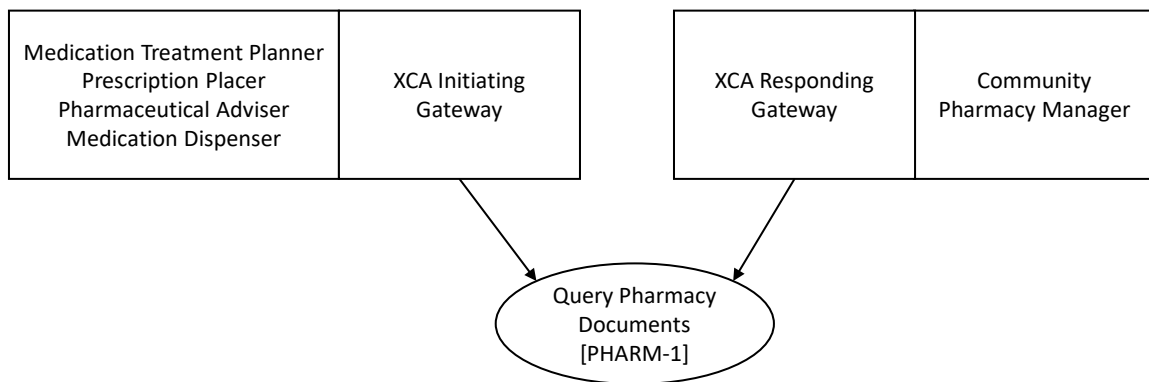 Medication Treatment Planner
Prescription Placer
Pharmaceutical Adviser
Medication Dispenser
XCA Initiating
Gateway
XCA Responding
Gateway
Community
Pharmacy Manager
Query Pharmacy
Documents
[PHARM-1]